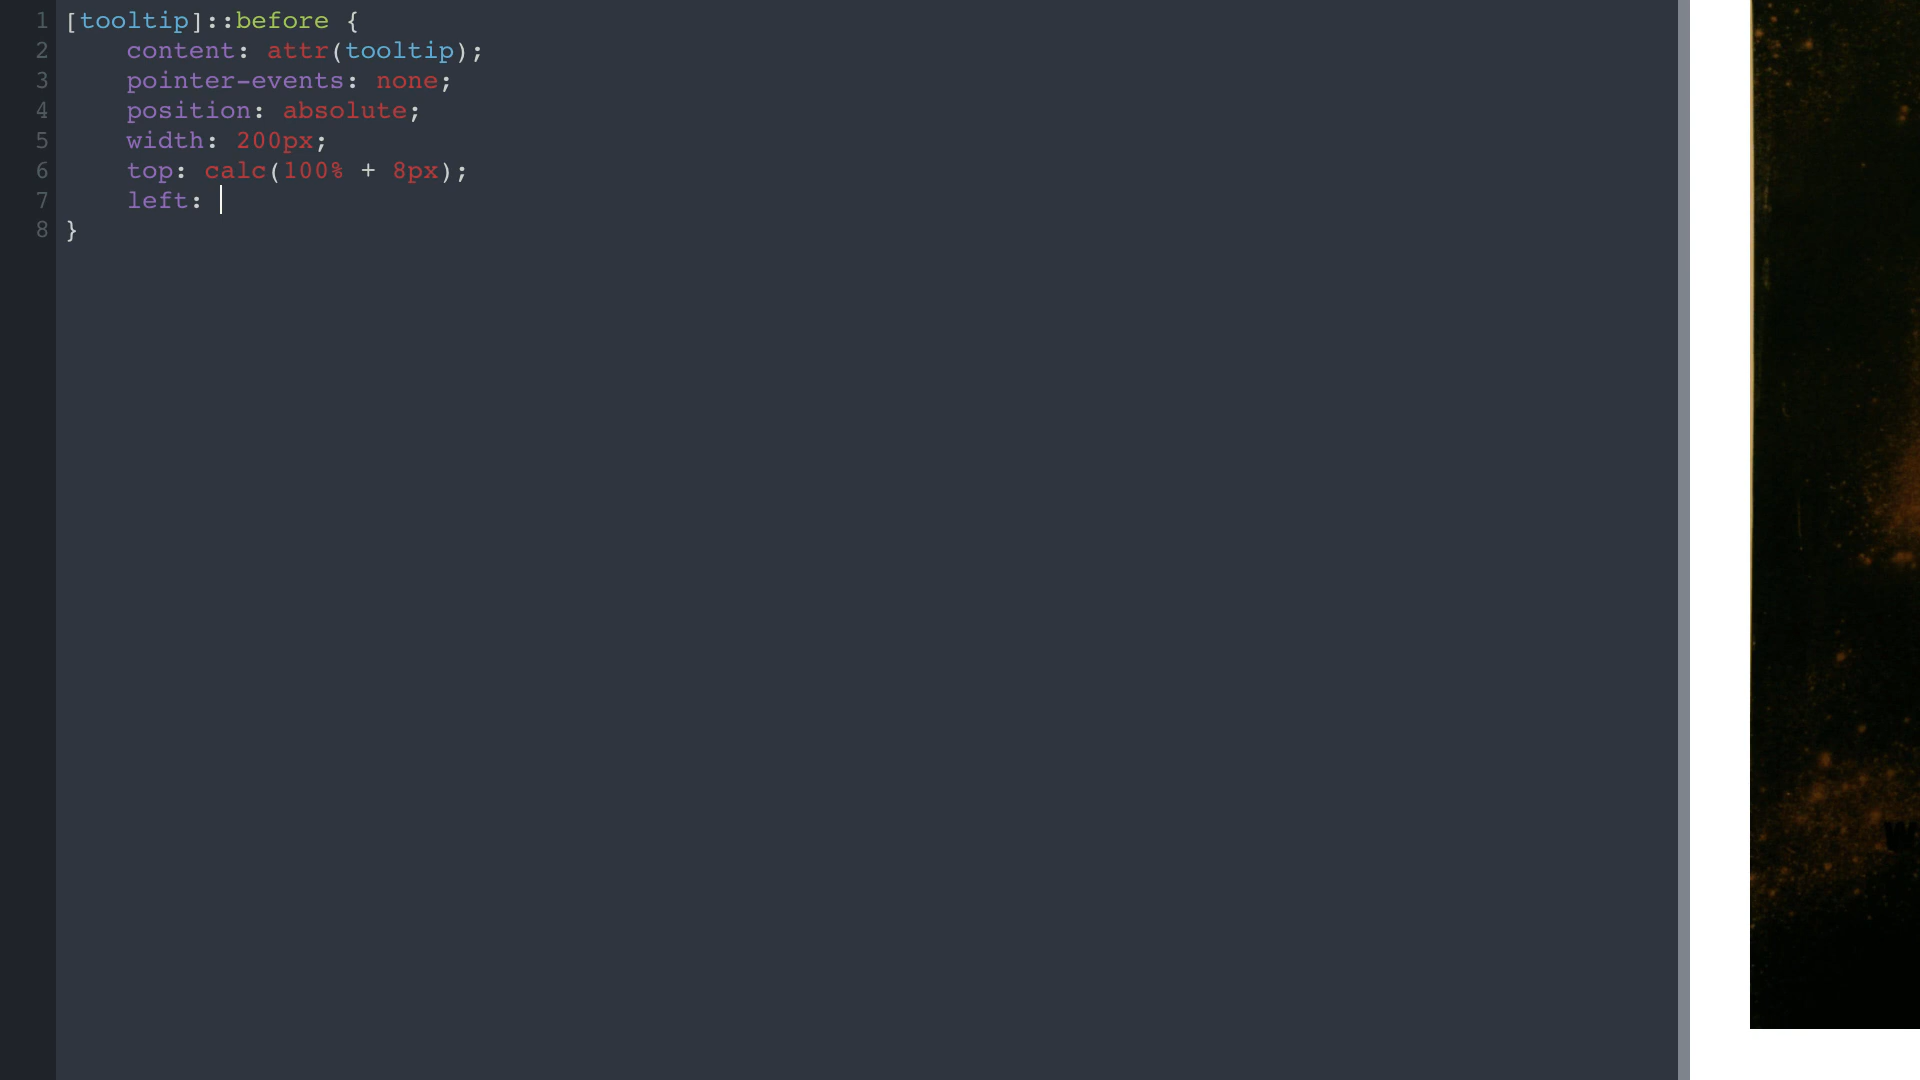 1 [tooltip]::before {
2 content: attr(tooltip);
3 pointer-events: none;
4 position: absolute;
5 width: 200px;
6 top: calc(100% + 8px);
7 left:
8 }